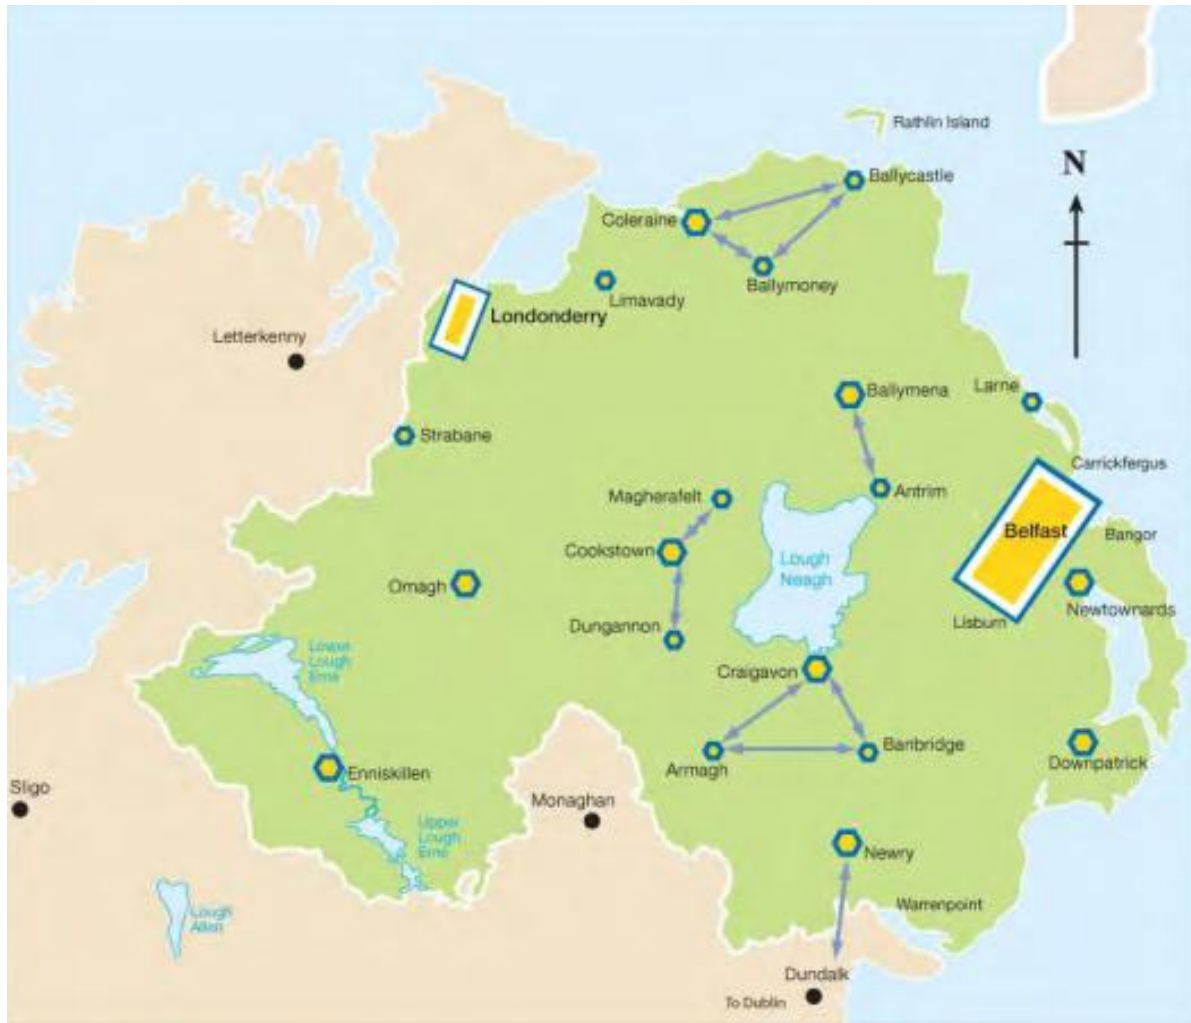 Rathlin Island
N
Ballycastle
Coleraine
Ballymoney
Limavady
Londonderry
Letterkenny
Ballymena
Larne
Strabane
Carrickfergus
Magherafelt
Antrim
Belfast
Bangor
Cookstown
Lough
Neagh
Omagh
Newtownards
Lisburn
Dungannon
Lower
Lough
Erne
Craigavon
Armagh
Banbridge
Downpatrick
Enniskillen
Sligo
Monaghan
Upper
Lough
Erne
Newry
Warrenpoint
Lough
Allen
Dundalk
To Dublin